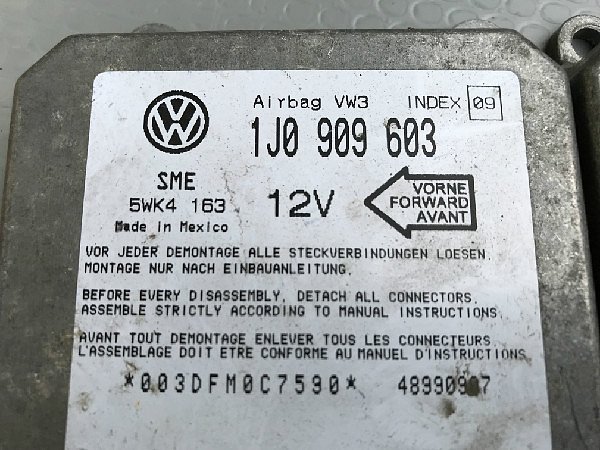 Airbag VW3 INDEX 09
1J0 909 603
SME
5WK4 163
Made in Mexico
12V
VORNE
FORWARD
AVANT
VOR JEDER DEMONTAGE ALLE STECKVERBINDUNGEN LOESEN.
MONTAGE NUR NACH EINBAUANLEITUNG.
BEFORE EVERY DISASSEMBLY, DETACH ALL CONNECTORS.
ASSEMBLE STRICTLY ACCORDING TO MANUAL INSTRUCTIONS.
AVANT TOUT DEMONTAGE ENLEVER TOUS LES CONNECTEURS
L'ASSEMBLAGE DOIT ETRE CONFORME AU MANUEL D'INSTRUCTIONS.
*003DFM0C7590*